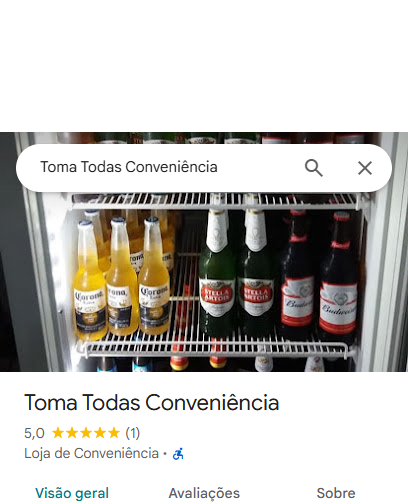 Toma Todas Conveniência
Corona
Extra
Corona
Extra
Corona
Extra
STELLA
ARTOIS
STELLA
ARTOIS
Budweiser
Toma Todas Conveniência
5,0 (1)
Loja de Conveniência ·
Visão geral Avaliações Sobre